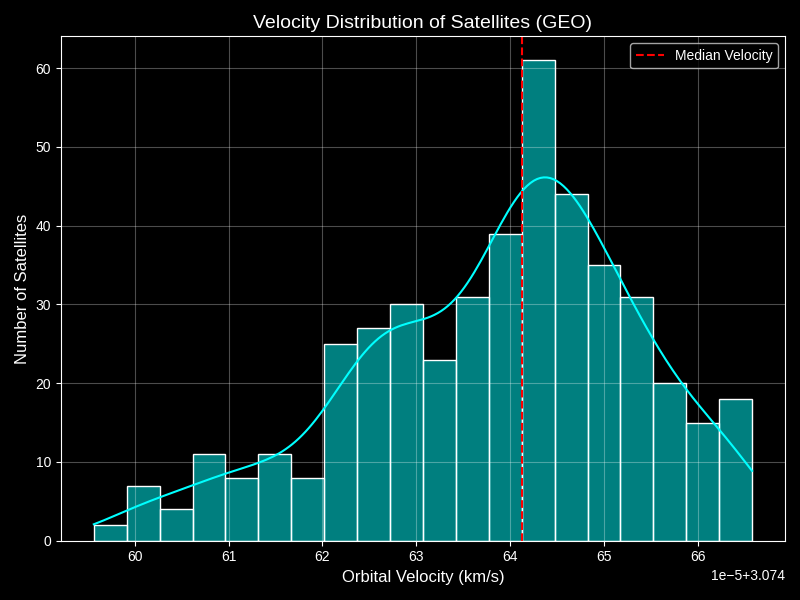 Velocity Distribution of Satellites (GEO)
Median Velocity
Number of Satellites
60
50
40
30
20
10
0
60 61 62 63 64 65 66
1e-5+3.074
Orbital Velocity (km/s)